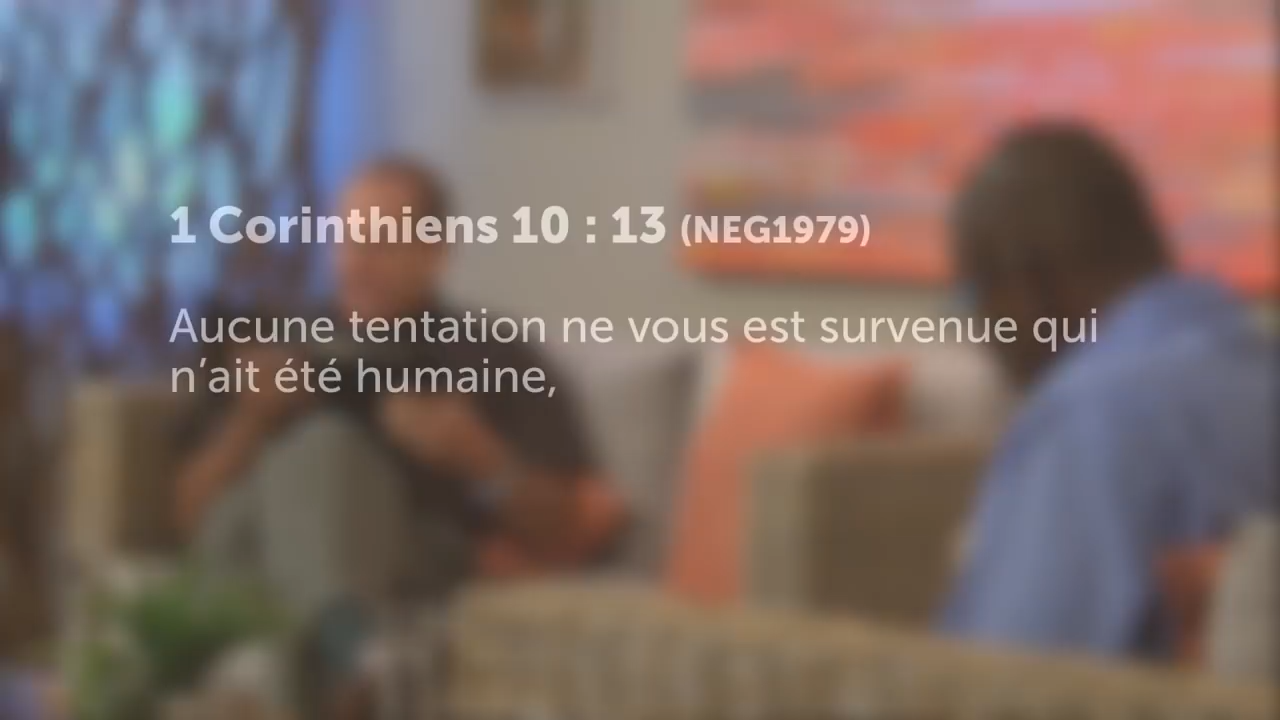 1 Corinthiens 10 : 13 (NEG1979)
Aucune tentation ne vous est survenue qui
n’ait été humaine,